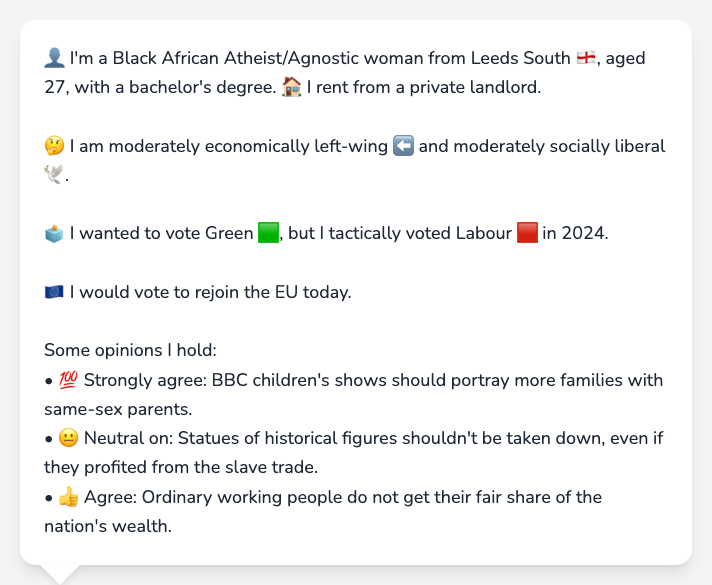 👤 I'm a Black African Atheist/Agnostic woman from Leeds South 🏴󠁧󠁢󠁥󠁮󠁧󠁿, aged
27, with a bachelor's degree. 🏠 I rent from a private landlord.
🤔 I am moderately economically left-wing ⬅️ and moderately socially liberal
🕊️.
🗳️ I wanted to vote Green 🟩, but I tactically voted Labour 🟥 in 2024.
🇪🇺 I would vote to rejoin the EU today.
Some opinions I hold:
• 💯 Strongly agree: BBC children's shows should portray more families with
same-sex parents.
• 😐 Neutral on: Statues of historical figures shouldn't be taken down, even if
they profited from the slave trade.
• 👍 Agree: Ordinary working people do not get their fair share of the
nation's wealth.